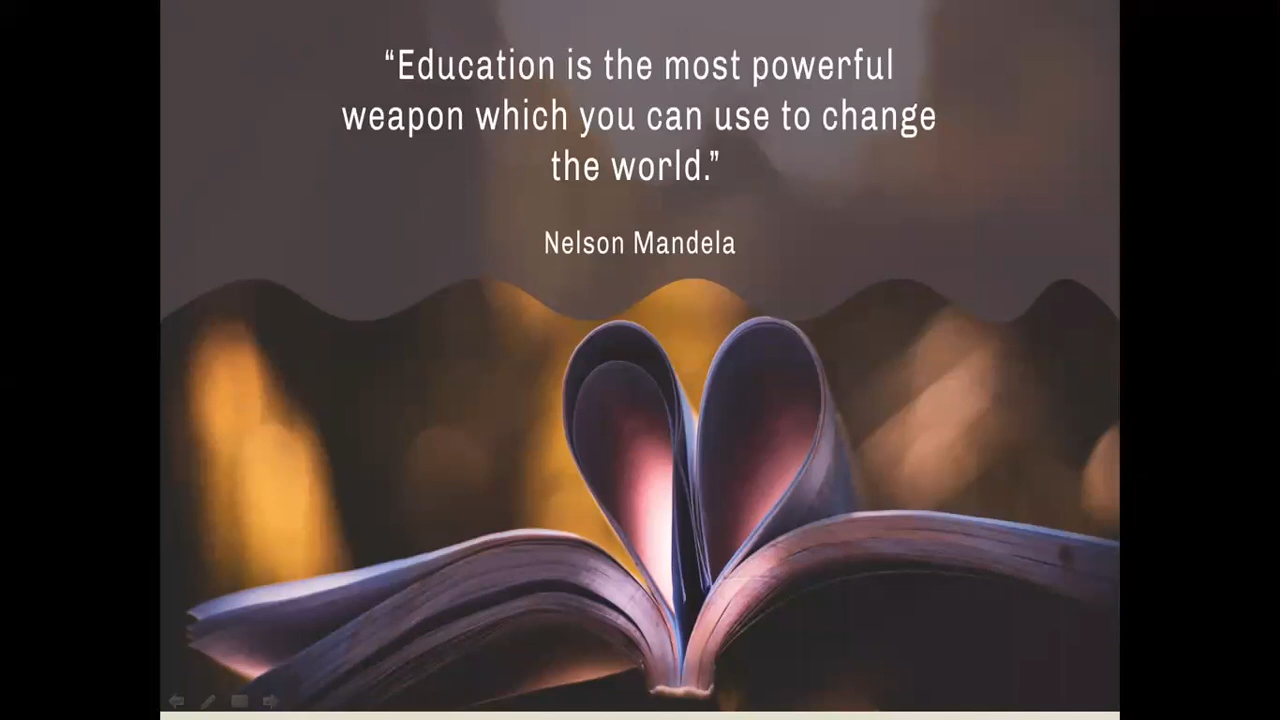 “Education is the most powerful
weapon which you can use to change
the world.”
Nelson Mandela